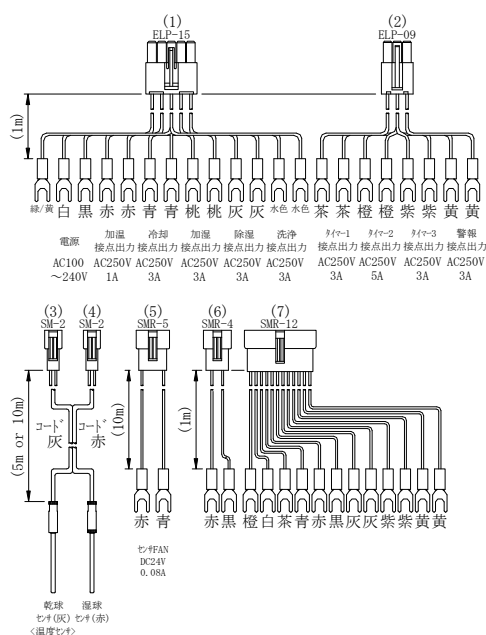 (1)
ELP-15
(2)
ELP-09
(1m)
緑/黄 白 黒 赤 赤 青 青 桃 桃 灰 灰 水色 水色
茶 茶 橙 橙 紫 紫 黄 黄
電源
AC100
～240V
加温
接点出力
AC250V
1A
冷却
接点出力
AC250V
3A
加湿
接点出力
AC250V
3A
除湿
接点出力
AC250V
3A
洗浄
接点出力
AC250V
3A
ﾀｲﾏｰ1
接点出力
AC250V
3A
ﾀｲﾏｰ2
接点出力
AC250V
5A
ﾀｲﾏｰ3
接点出力
AC250V
3A
警報
接点出力
AC250V
3A
(3)
SM-2
(4)
SM-2
(5)
SMR-5
(6)
SMR-4
(7)
SMR-12
(5m or 10m)
ｺｰﾄﾞ
灰
ｺｰﾄﾞ
赤
(10m)
(1m)
赤 青
赤 黒
橙 白 茶 青 赤 黒 灰 灰 紫 紫 黄 黄
ｾﾝｻFAN
DC24V
0.08A
乾球
ｾﾝｻ(灰)
湿球
ｾﾝｻ(赤)
<温度ｾﾝｻ>